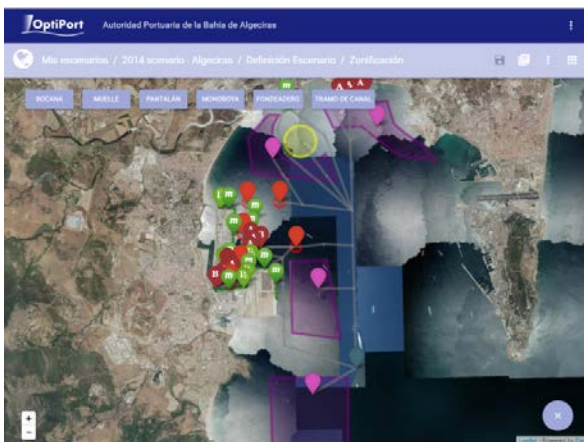 OptiPort Autoridad Portuaria de la Bahía de Algeciras
Mis escenarios / 2014 scenario - Algeciras / Definición Escenario / Zonificación
BOCANA MUELLE PANTALÁN MONOBOYA FONDEADERO TRAMO DE CANAL